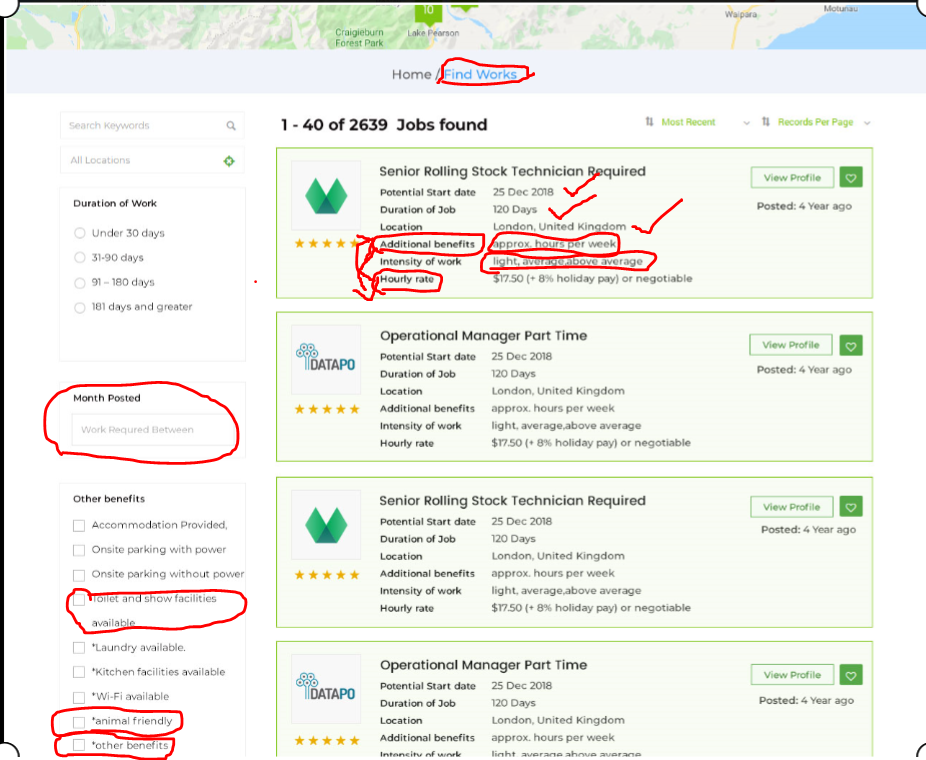 10
Craigieburn
Forest Park
Lake Pearson
Waipara
Motunau
Home / Find Works
Search Keywords
All Locations
Duration of Work
Under 30 days
31-90 days
91 – 180 days
181 days and greater
Month Posted
Work Requred Between
Other benefits
Accommodation Provided,
Onsite parking with power
Onsite parking without power
Toilet and show facilities
available
*Laundry available.
*Kitchen facilities available
*Wi-Fi available
*animal friendly
*other benefits
1 - 40 of 2639 Jobs found
Most Recent
Records Per Page
Senior Rolling Stock Technician Required
Potential Start date 25 Dec 2018
Duration of Job 120 Days
Location London, United Kingdom
Additional benefits approx. hours per week
Intensity of work light, average,above average
Hourly rate $17.50 (+ 8% holiday pay) or negotiable
View Profile
Posted: 4 Year ago
DATAPO
Operational Manager Part Time
Potential Start date 25 Dec 2018
Duration of Job 120 Days
Location London, United Kingdom
Additional benefits approx. hours per week
Intensity of work light, average,above average
Hourly rate $17.50 (+ 8% holiday pay) or negotiable
View Profile
Posted: 4 Year ago
Senior Rolling Stock Technician Required
Potential Start date 25 Dec 2018
Duration of Job 120 Days
Location London, United Kingdom
Additional benefits approx. hours per week
Intensity of work light, average,above average
Hourly rate $17.50 (+ 8% holiday pay) or negotiable
View Profile
Posted: 4 Year ago
DATAPO
Operational Manager Part Time
Potential Start date 25 Dec 2018
Duration of Job 120 Days
Location London, United Kingdom
Additional benefits approx. hours per week
Intensity of work light, average,above average
View Profile
Posted: 4 Year ago